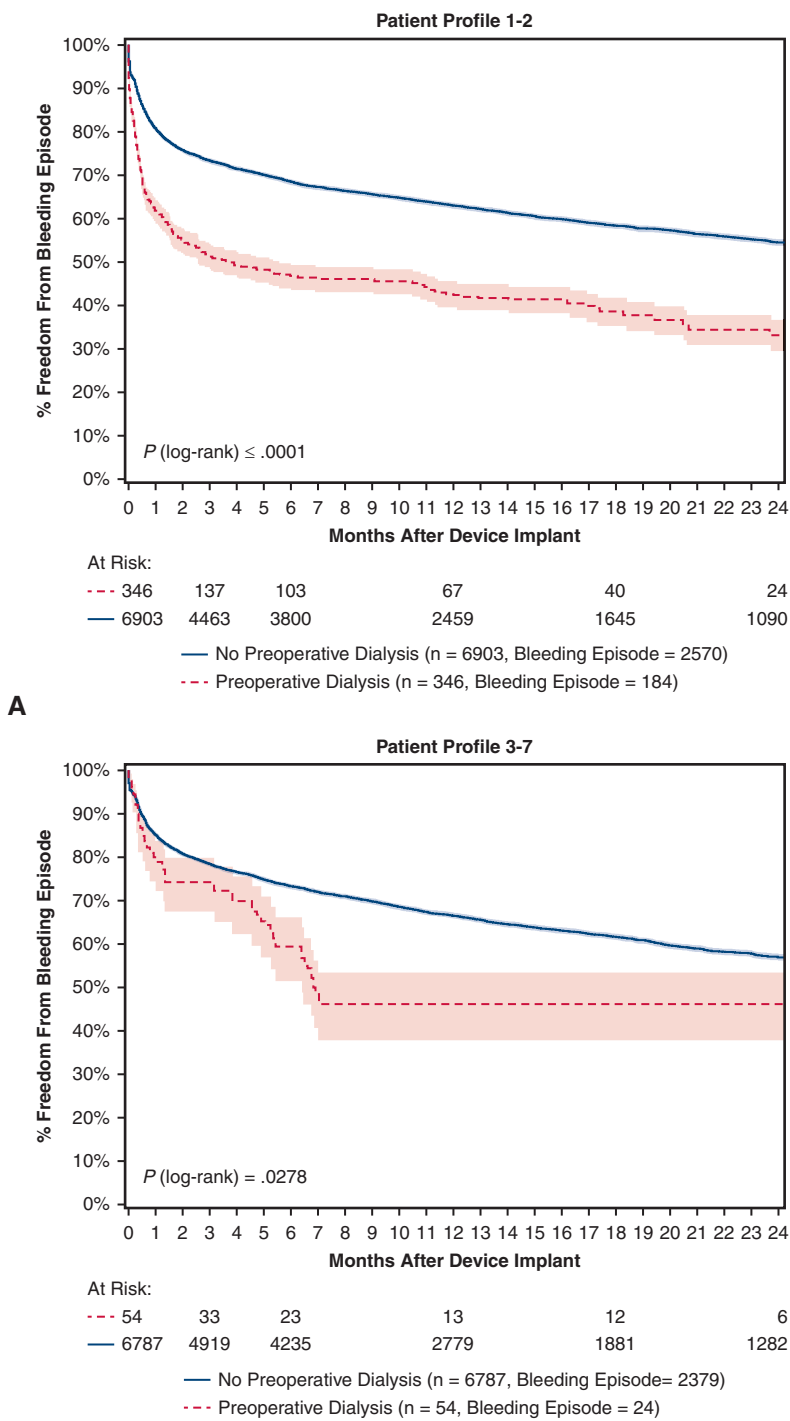 Patient Profile 1-2
100%
90%
80%
70%
60%
50%
40%
30%
20%
10%
0%
% Freedom From Bleeding Episode
P (log-rank) ≤ .0001
0 1 2 3 4 5 6 7 8 9 10 11 12 13 14 15 16 17 18 19 20 21 22 23 24
Months After Device Implant
At Risk:
346 137 103 67 40 24
6903 4463 3800 2459 1645 1090
No Preoperative Dialysis (n = 6903, Bleeding Episode = 2570)
Preoperative Dialysis (n = 346, Bleeding Episode = 184)
A
Patient Profile 3-7
100%
90%
80%
70%
60%
50%
40%
30%
20%
10%
0%
% Freedom From Bleeding Episode
P (log-rank) = .0278
0 1 2 3 4 5 6 7 8 9 10 11 12 13 14 15 16 17 18 19 20 21 22 23 24
Months After Device Implant
At Risk:
54 33 23 13 12 6
6787 4919 4235 2779 1881 1282
No Preoperative Dialysis (n = 6787, Bleeding Episode= 2379)
Preoperative Dialysis (n = 54, Bleeding Episode = 24)